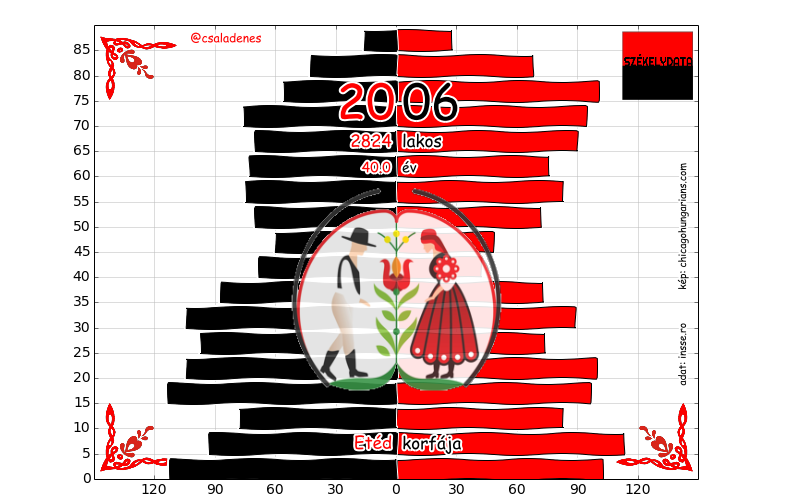 @csaladenes
SZÉKELYDATA
2006
2824 lakos
40.0 év
kép: chicagohungarians.com
adat: insse.ro
Etéd korfája
85
80
75
70
65
60
55
50
45
40
35
30
25
20
15
10
5
0
120 90 60 30 0 30 60 90 120